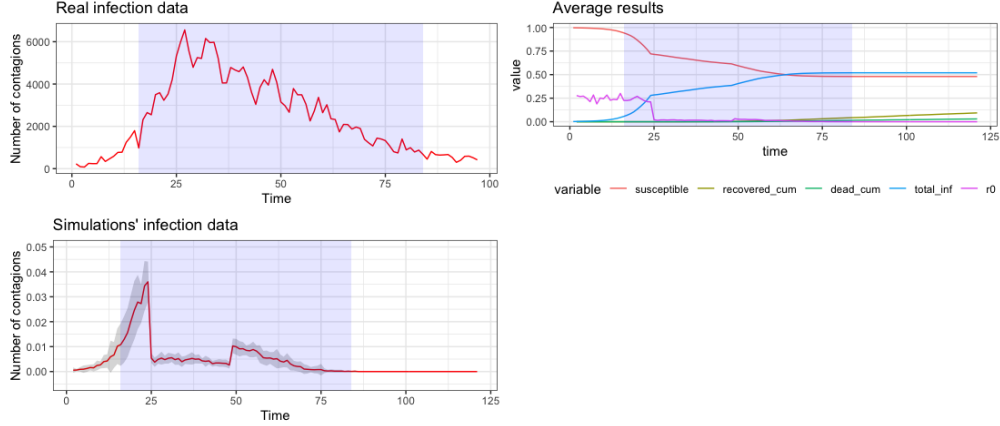 Real infection data
Number of contagions
6000
4000
2000
0
0 25 50 75 100
Time
Average results
value
1.00
0.75
0.50
0.25
0.00
0 25 50 75 100 125
time
variable susceptible recovered_cum dead_cum total_inf r0
Simulations' infection data
Number of contagions
0.05
0.04
0.03
0.02
0.01
0.00
0 25 50 75 100 125
Time